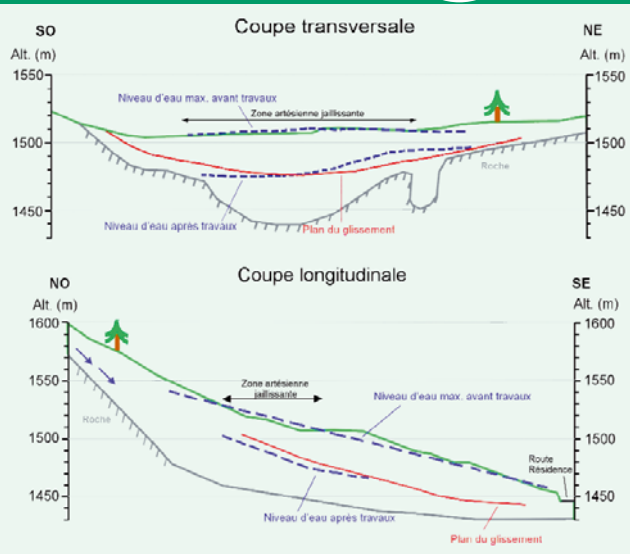 Coupe transversale
SO
NE
Alt. (m)
Alt. (m)
1550
1550
Niveau d'eau max. avant travaux
Zone artésienne jaillissante
1500
1500
Roche
1450
1450
Niveau d'eau après travaux
Plan du glissement
Coupe longitudinale
NO
SE
Alt. (m)
Alt. (m)
1600
1600
1550
1550
Zone artésienne
jaillissante
Niveau d'eau max. avant travaux
Roche
1500
1500
Route
Résidence
1450
1450
Niveau d'eau après travaux
Plan du glissement